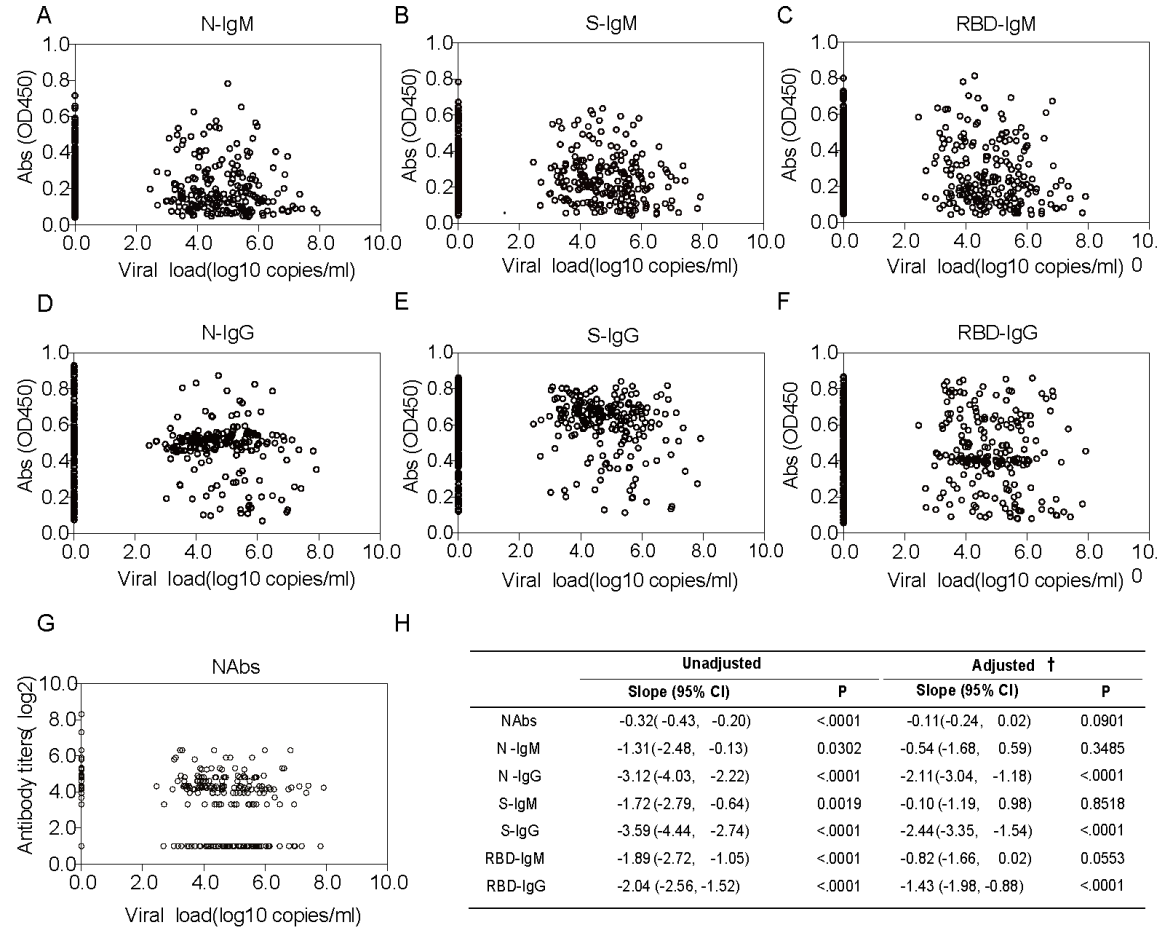 A
N-IgM
Abs (OD450)
1.0
0.8
0.6
0.4
0.2
0.0
0.0 2.0 4.0 6.0 8.0 10.0
Viral load(log10 copies/ml)
B
S-IgM
Abs (OD450)
1.0
0.8
0.6
0.4
0.2
0.0
0.0 2.0 4.0 6.0 8.0 10.0
Viral load(log10 copies/ml)
C
RBD-IgM
Abs (OD450)
1.0
0.8
0.6
0.4
0.2
0.0
0.0 2.0 4.0 6.0 8.0 10.
0
Viral load(log10 copies/ml)
D
N-IgG
Abs (OD450)
1.0
0.8
0.6
0.4
0.2
0.0
0.0 2.0 4.0 6.0 8.0 10.0
Viral load(log10 copies/ml)
E
S-IgG
Abs (OD450)
1.0
0.8
0.6
0.4
0.2
0.0
0.0 2.0 4.0 6.0 8.0 10.0
Viral load(log10 copies/ml)
F
RBD-IgG
Abs (OD450
1.0
0.8
0.6
0.4
0.2
0.0
0.0 2.0 4.0 6.0 8.0 10.
0
Viral load(log10 copies/ml)
G
NAbs
Antibody titers( log2)
10.0
8.0
6.0
4.0
2.0
0.0
0.0 2.0 4.0 6.0 8.0 10.0
Viral load(log10 copies/ml)
H
Unadjusted Adjusted †
Slope (95% CI) P Slope (95% CI) P
NAbs -0.32( -0.43, -0.20) <.0001 -0.11(-0.24, 0.02) 0.0901
N -IgM -1.31 (-2.48, -0.13) 0.0302 -0.54 (-1.68, 0.59) 0.3485
N -IgG -3.12 (-4.03, -2.22) <.0001 -2.11(-3.04, -1.18) <.0001
S-IgM -1.72 (-2.79, -0.64) 0.0019 -0.10 (-1.19, 0.98) 0.8518
S-IgG -3.59 (-4.44, -2.74) <.0001 -2.44 (-3.35, -1.54) <.0001
RBD-IgM -1.89 (-2.72, -1.05) <.0001 -0.82 (-1.66, 0.02) 0.0553
RBD-IgG -2.04 (-2.56, -1.52) <.0001 -1.43 (-1.98, -0.88) <.0001